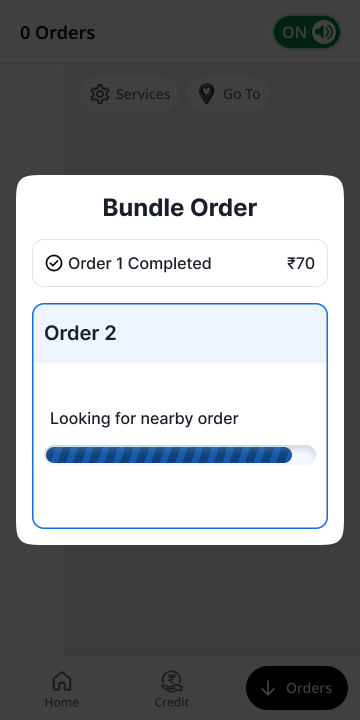 0 Orders
ON
Services
Go To
Bundle Order
Order 1 Completed
₹70
Order 2
Looking for nearby order
Home
Credit
Orders